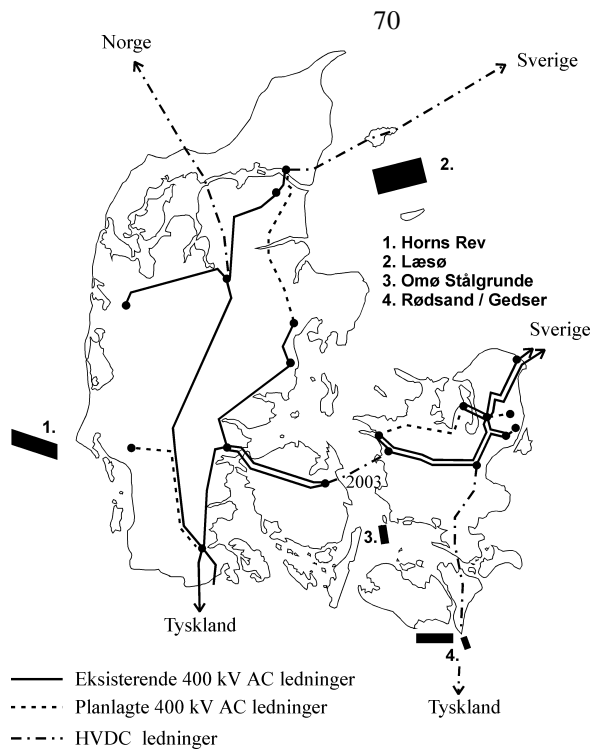 70
Norge
Sverige
2.
1. Horns Rev
2. Læsø
3. Omø Stålgrunde
4. Rødsand / Gedser
Sverige
1.
2003
3.
Tyskland
4.
Tyskland
Eksisterende 400 kV AC ledninger
Planlagte 400 kV AC ledninger
HVDC ledninger